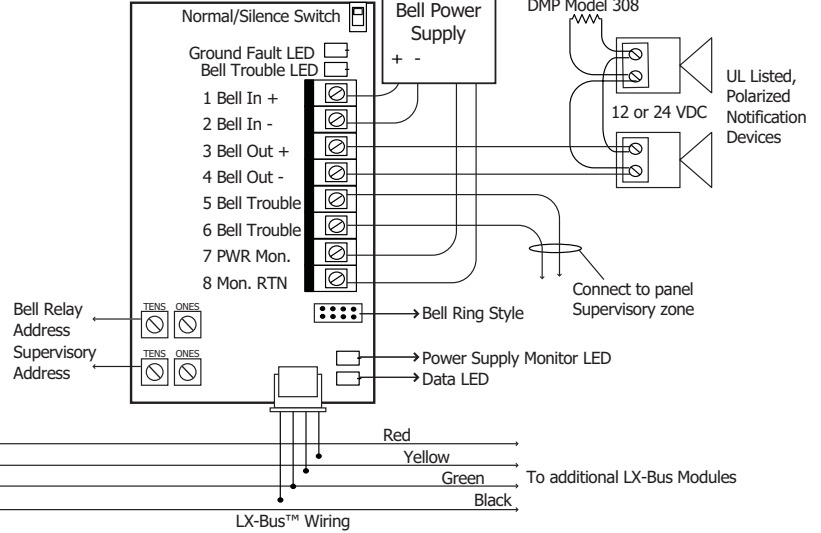 Normal/Silence Switch
Bell Power
Supply
+ -
DMP Model 308
Ground Fault LED
Bell Trouble LED
1 Bell In +
2 Bell In -
3 Bell Out +
4 Bell Out -
5 Bell Trouble
6 Bell Trouble
7 PWR Mon.
8 Mon. RTN
12 or 24 VDC
UL Listed,
Polarized
Notification
Devices
Connect to panel
Supervisory zone
Bell Relay
Address
TENS ONES
Supervisory
Address
TENS ONES
Bell Ring Style
Power Supply Monitor LED
Data LED
Red
Yellow
Green
Black
To additional LX-Bus Modules
LX-Bus™ Wiring